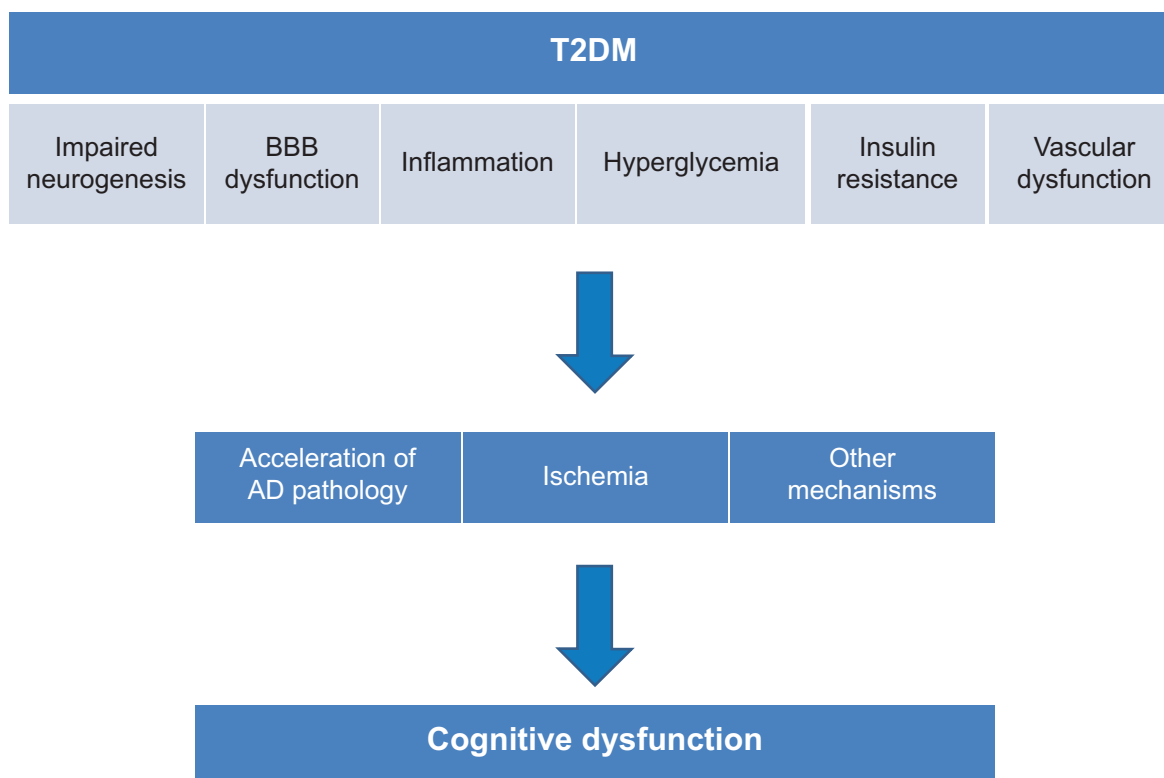 T2DM
Impaired
neurogenesis
BBB
dysfunction
Inflammation
Hyperglycemia
Insulin
resistance
Vascular
dysfunction
Acceleration of
AD pathology
Ischemia
Other
mechanisms
Cognitive dysfunction